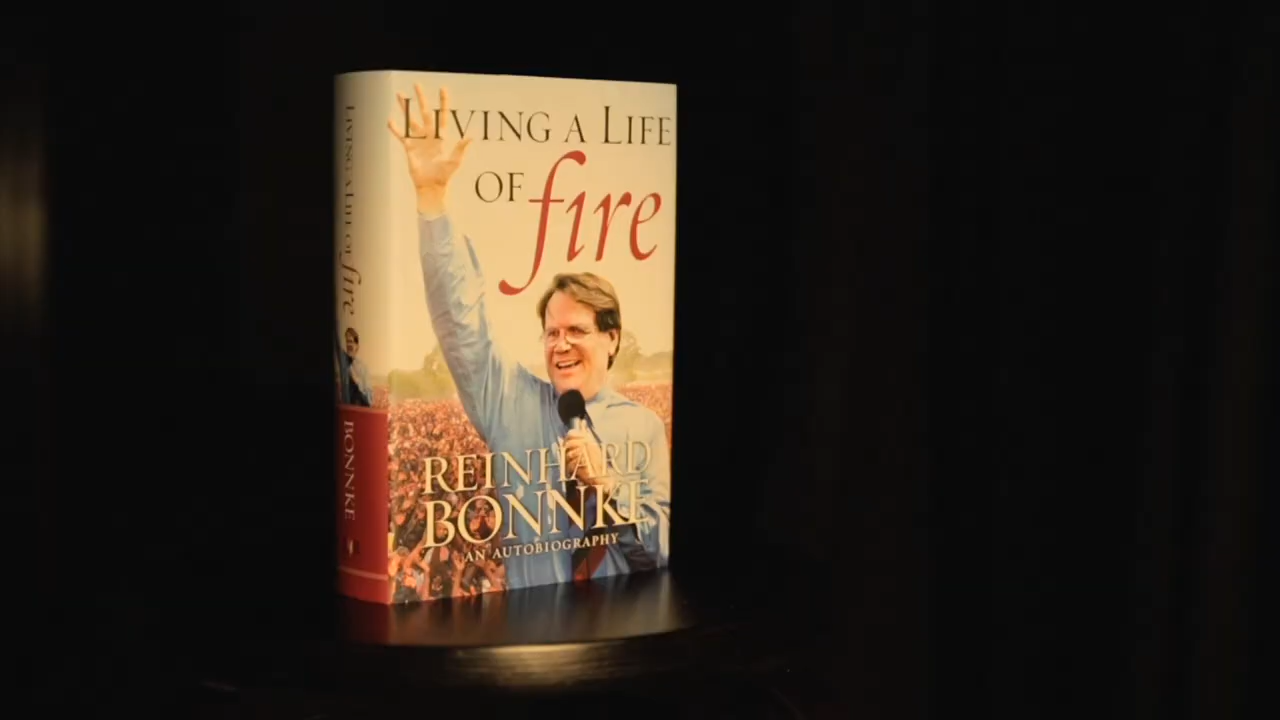 LIVING A LIFE
OF fire
REINHARD
BONNKE
AN AUTOBIOGRAPHY
LIVING A LIFE OF fire
BONNKE